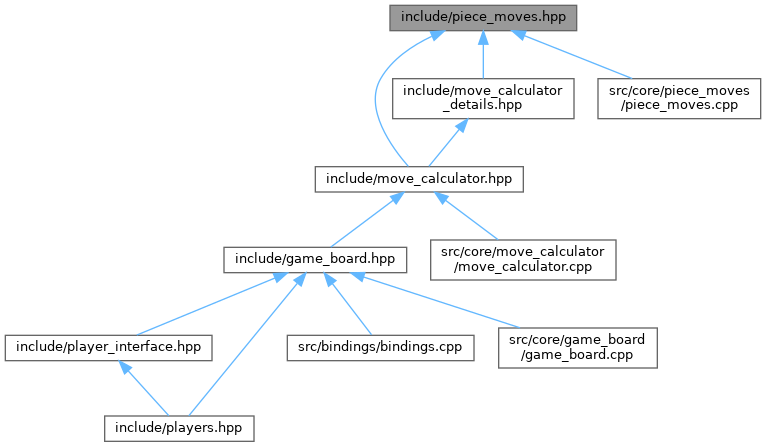 include/piece_moves.hpp
include/move_calculator
_details.hpp
src/core/piece_moves
/piece_moves.cpp
include/move_calculator.hpp
include/game_board.hpp
src/core/move_calculator
/move_calculator.cpp
include/player_interface.hpp
src/bindings/bindings.cpp
src/core/game_board
/game_board.cpp
include/players.hpp